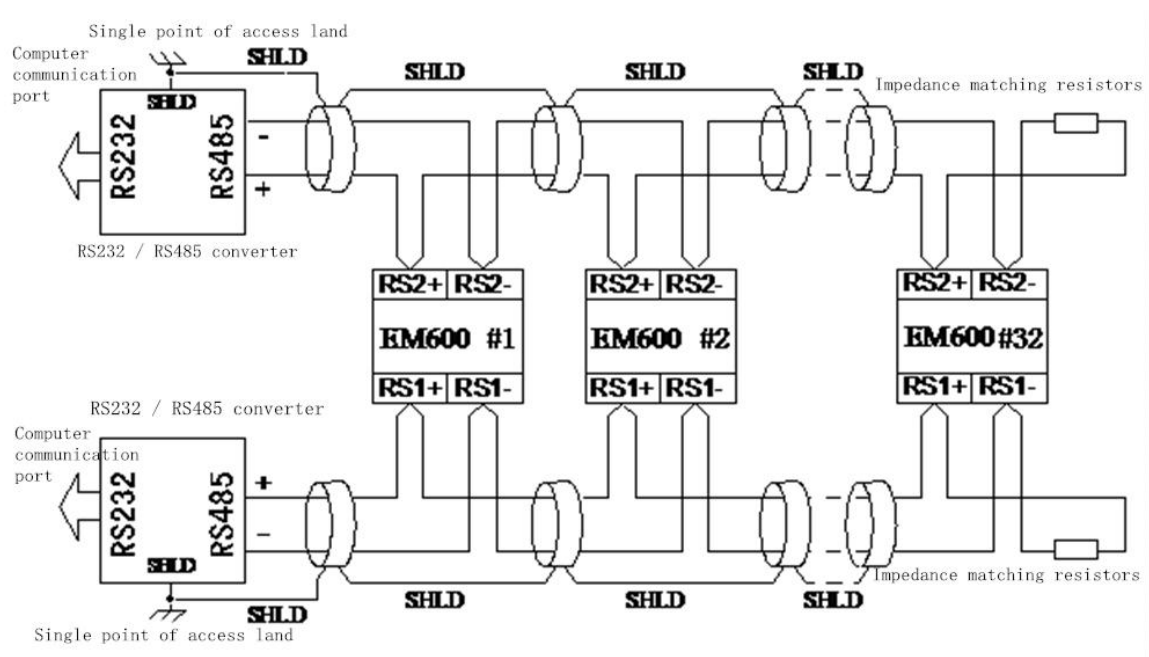 Single point of access land
Computer
communication
port
SHLD
SHLD
SHLD
SHLD
Impedance matching resistors
SHLD
RS232
RS485
-
+
RS232 / RS485 converter
RS2+ RS2-
EM600 #1
RS1+ RS1-
RS2+ RS2-
EM600 #2
RS1+ RS1-
RS2+ RS2-
EM600 #32
RS1+ RS1-
RS232 / RS485 converter
Computer
communication
port
RS232
RS485
+
-
SHLD
Impedance matching resistors
SHLD
SHLD
SHLD
SHLD
Single point of access land